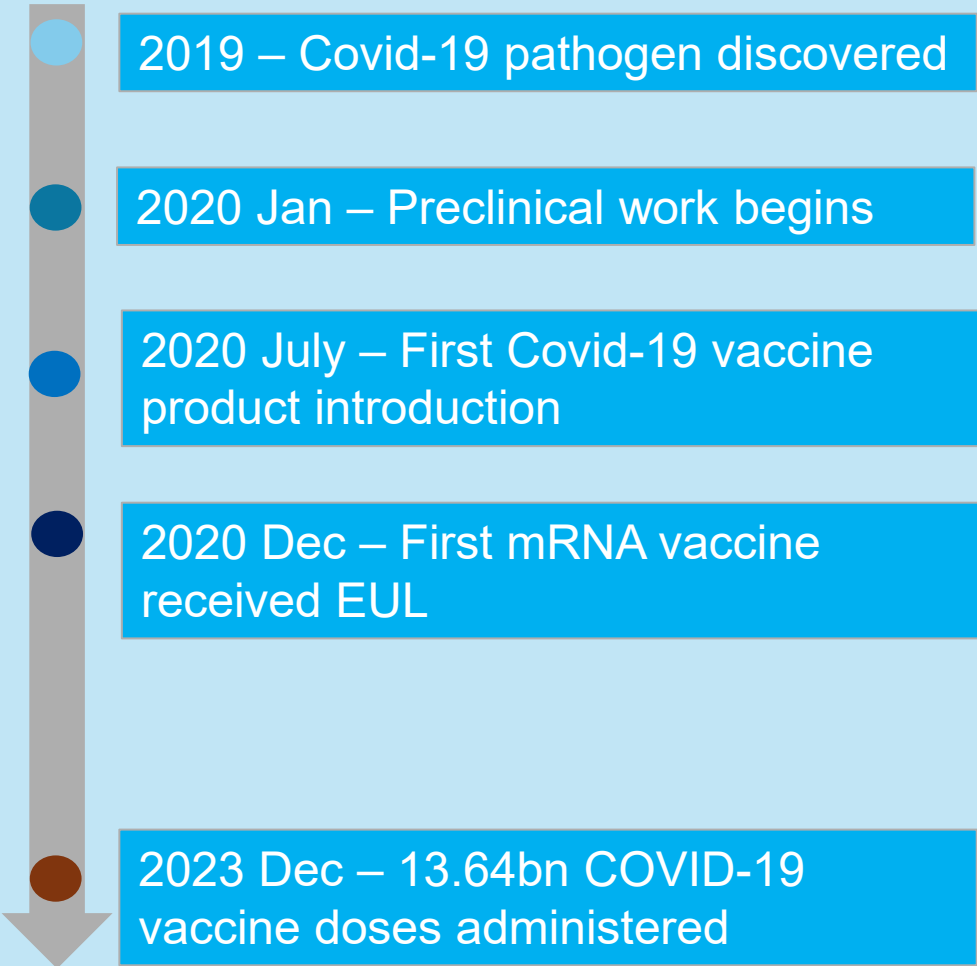 2019 – Covid-19 pathogen discovered
2020 Jan – Preclinical work begins
2020 July – First Covid-19 vaccine
product introduction
2020 Dec – First mRNA vaccine
received EUL
2023 Dec – 13.64bn COVID-19
vaccine doses administered